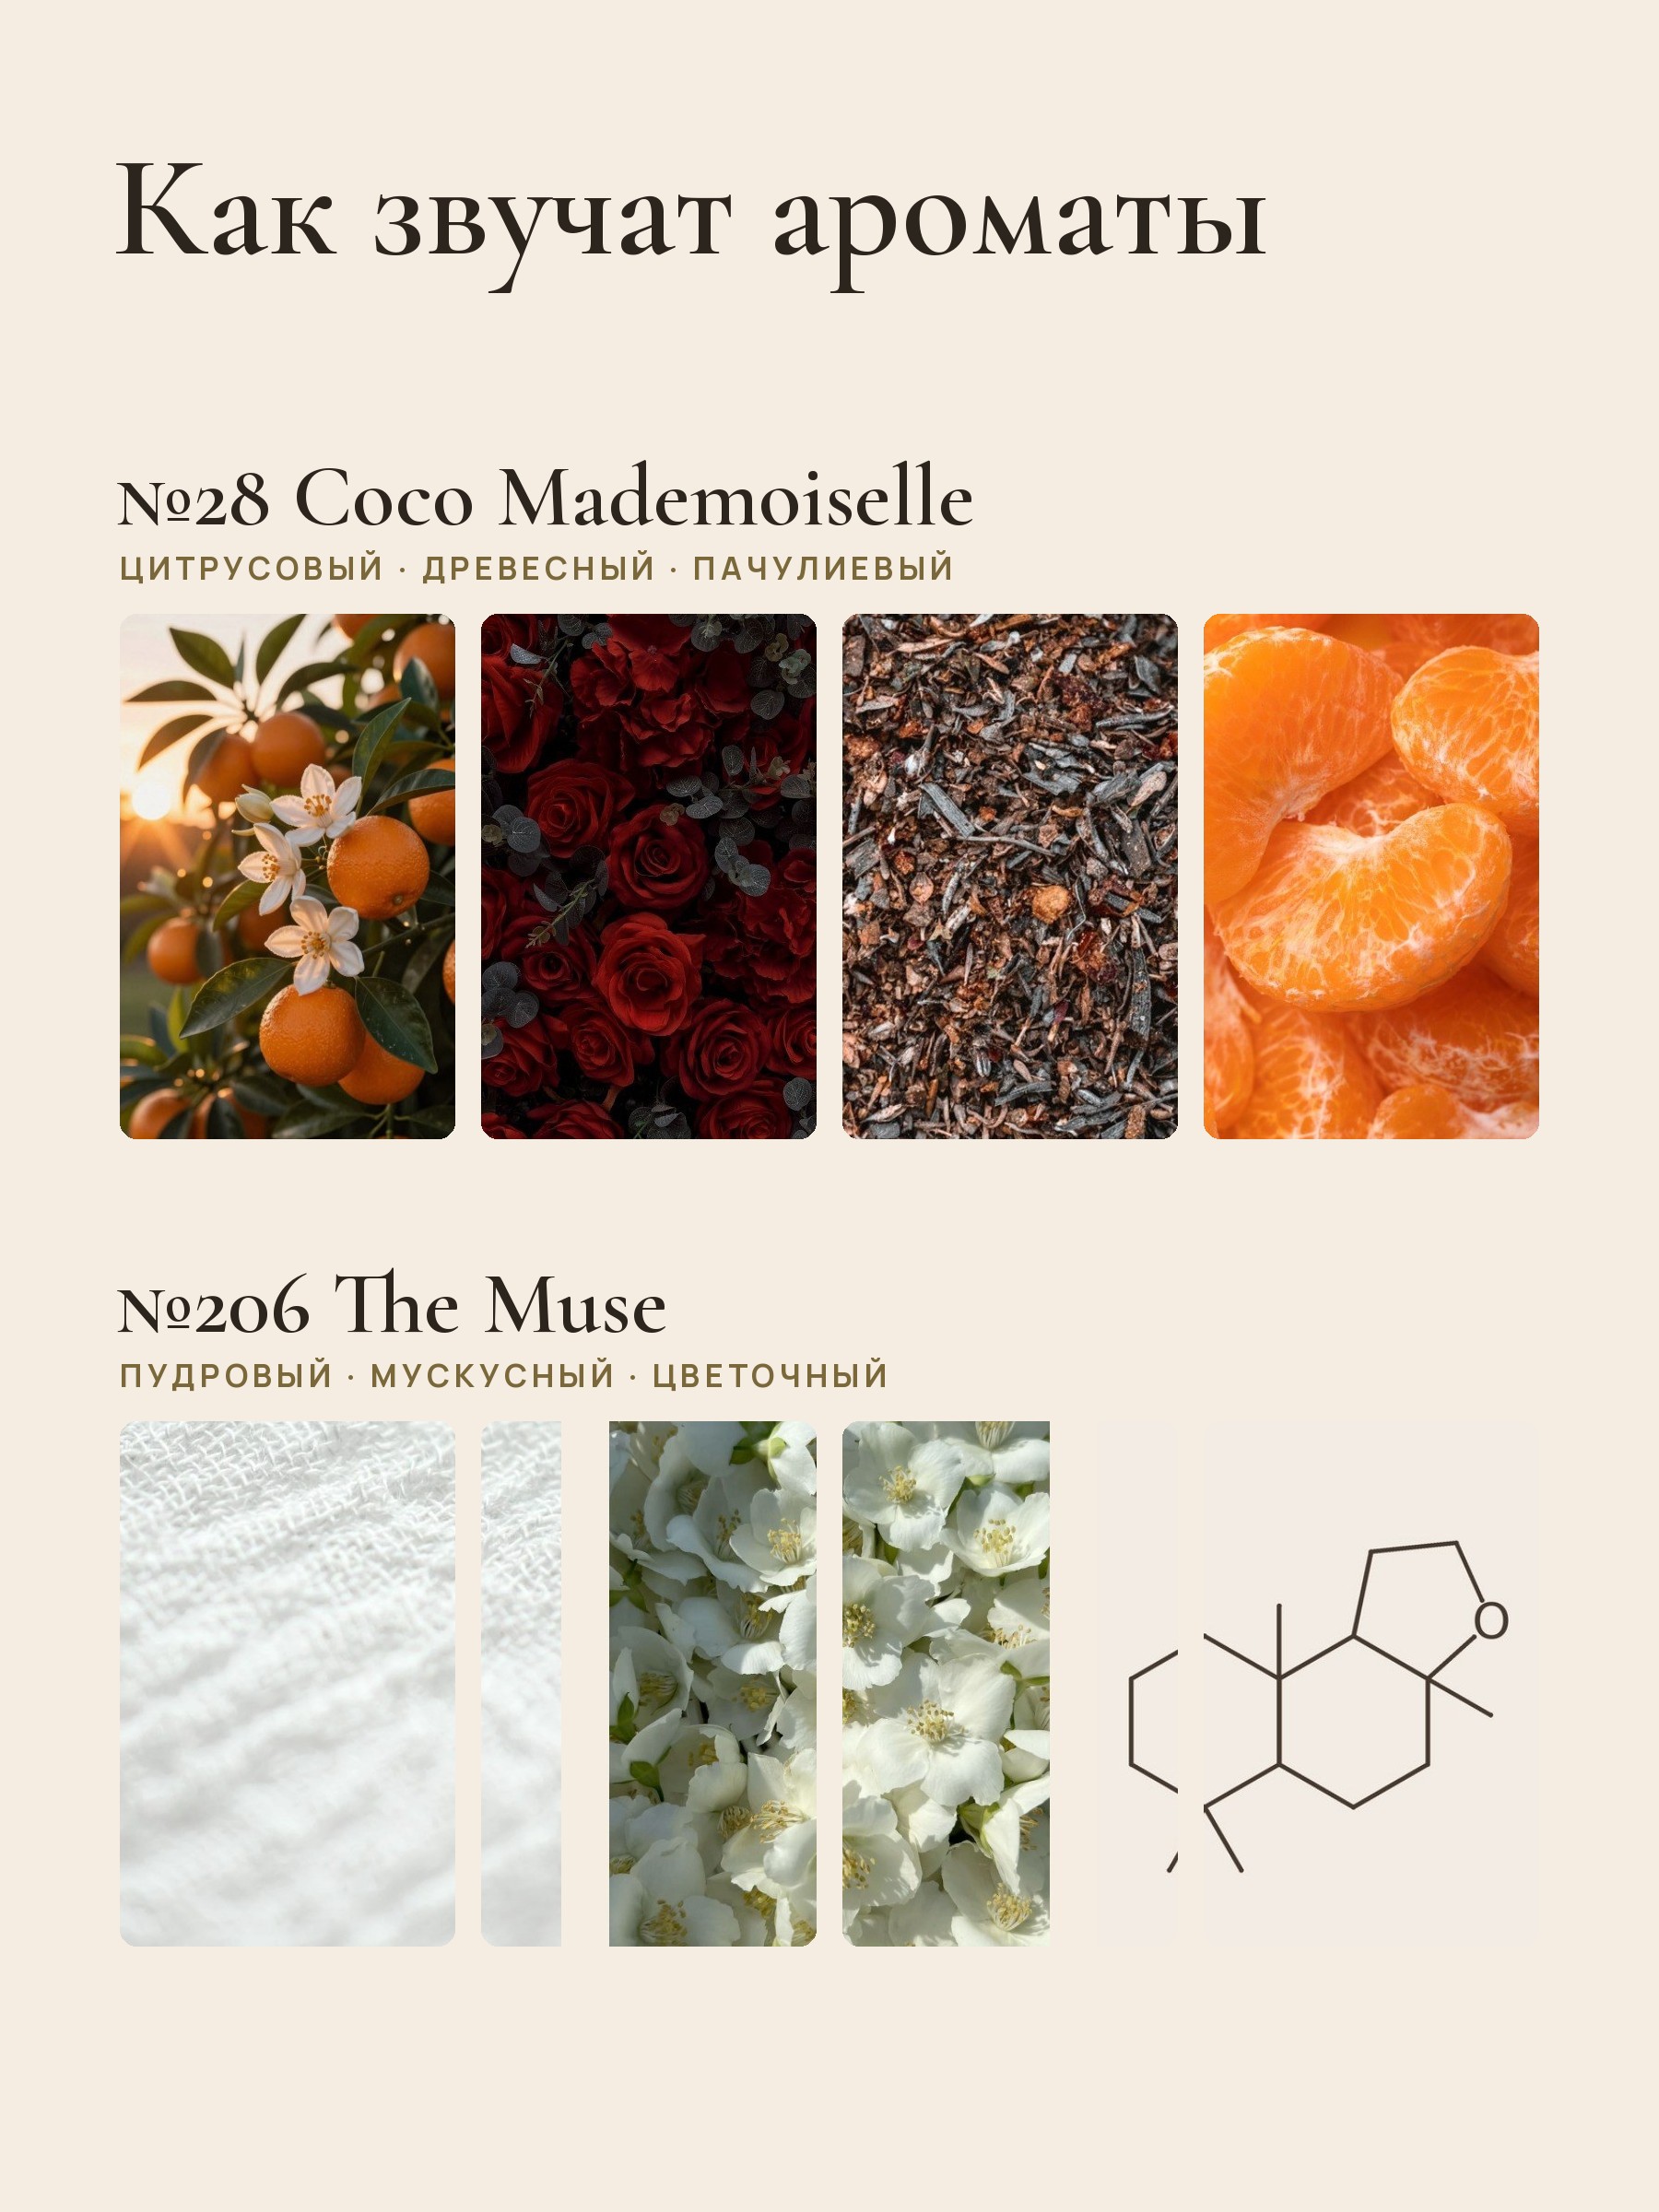 Как звучат ароматы
№28 Coco Mademoiselle
ЦИТРУСОВЫЙ · ДРЕВЕСНЫЙ · ПАЧУЛИЕВЫЙ
№206 The Muse
ПУДРОВЫЙ · МУСКУСНЫЙ · ЦВЕТОЧНЫЙ
O